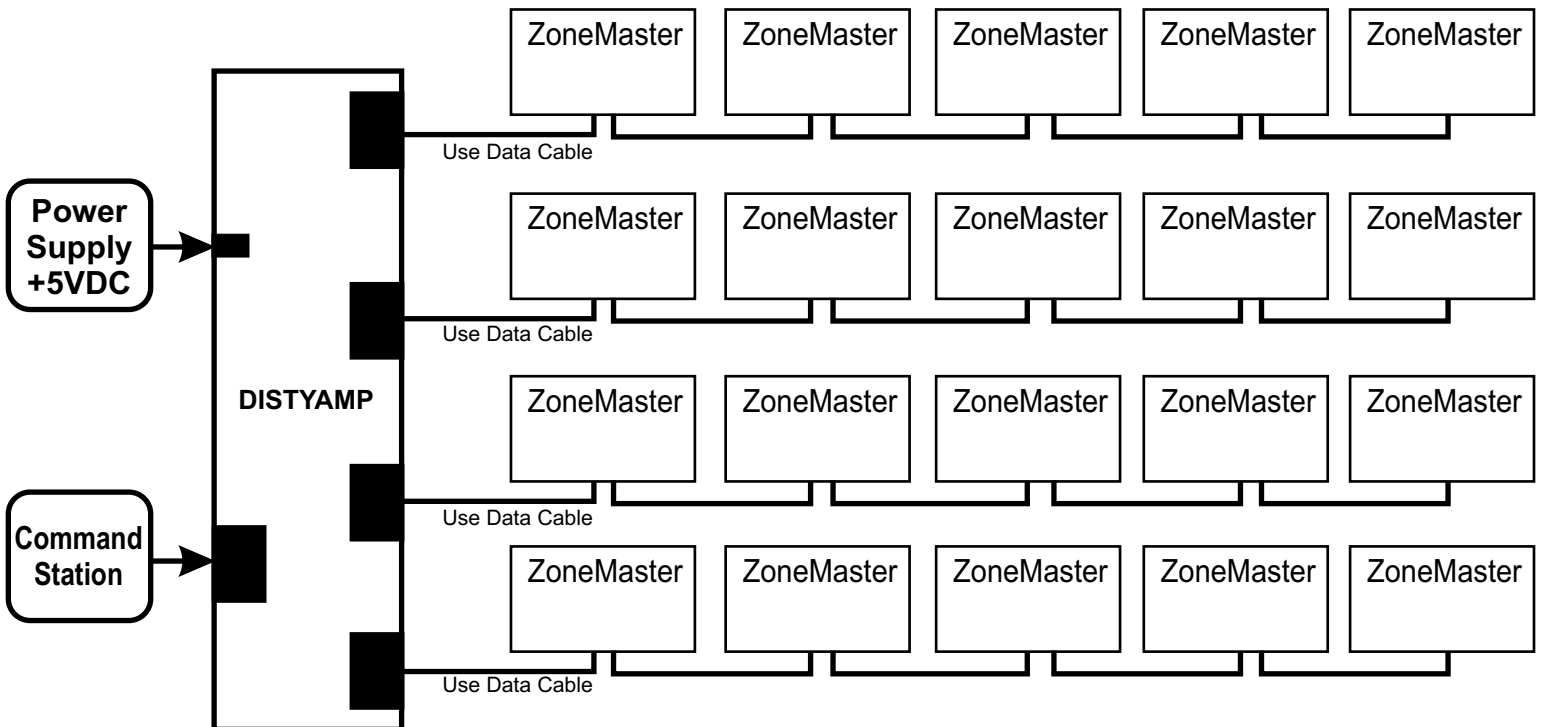 ZoneMaster ZoneMaster ZoneMaster ZoneMaster ZoneMaster
Use Data Cable
Power
Supply
+5VDC
ZoneMaster ZoneMaster ZoneMaster ZoneMaster ZoneMaster
Use Data Cable
DISTYAMP
ZoneMaster ZoneMaster ZoneMaster ZoneMaster ZoneMaster
Use Data Cable
Command
Station
ZoneMaster ZoneMaster ZoneMaster ZoneMaster ZoneMaster
Use Data Cable